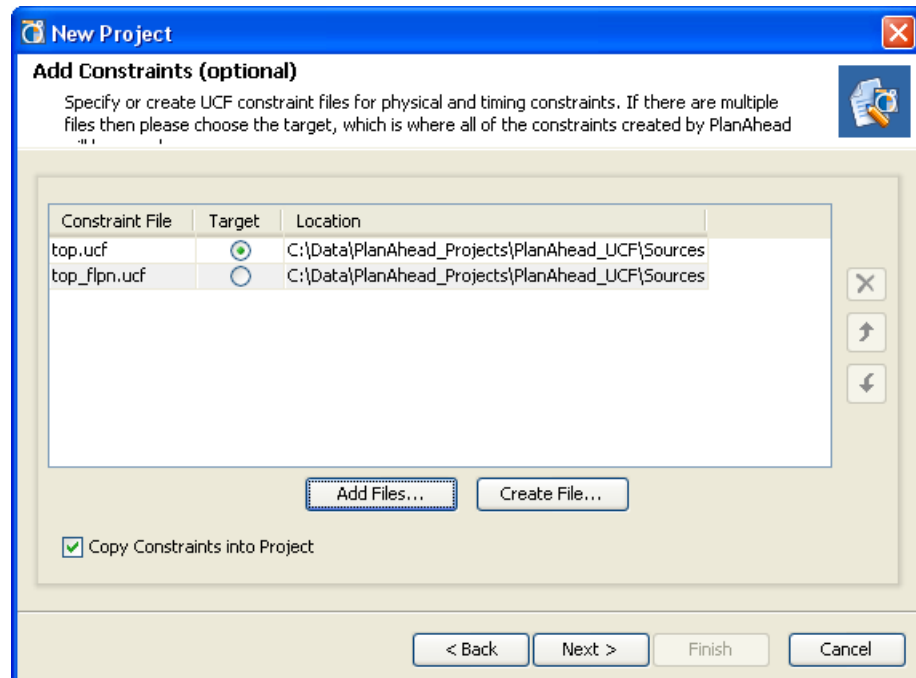 New Project
Add Constraints (optional)
Specify or create UCF constraint files for physical and timing constraints. If there are multiple
files then please choose the target, which is where all of the constraints created by PlanAhead
Constraint File Target Location
top.ucf C:\Data\PlanAhead_Projects\PlanAhead_UCF\Sources
top_flpn.ucf C:\Data\PlanAhead_Projects\PlanAhead_UCF\Sources
Add Files... Create File...
Copy Constraints into Project
< Back Next > Finish Cancel